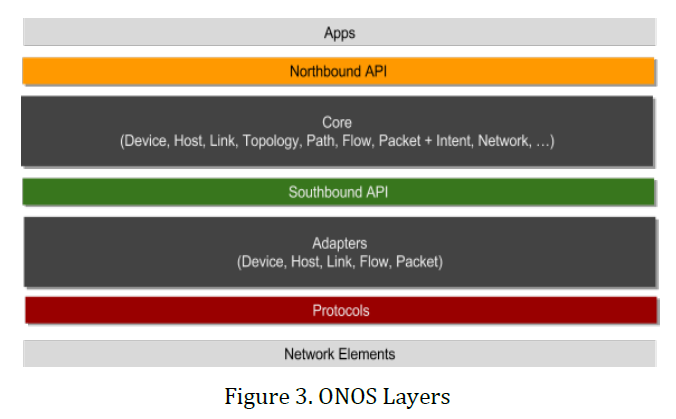 Apps
Northbound API
Core
(Device, Host, Link, Topology, Path, Flow, Packet + Intent, Network, …)
Southbound API
Adapters
(Device, Host, Link, Flow, Packet)
Protocols
Network Elements
Figure 3. ONOS Layers